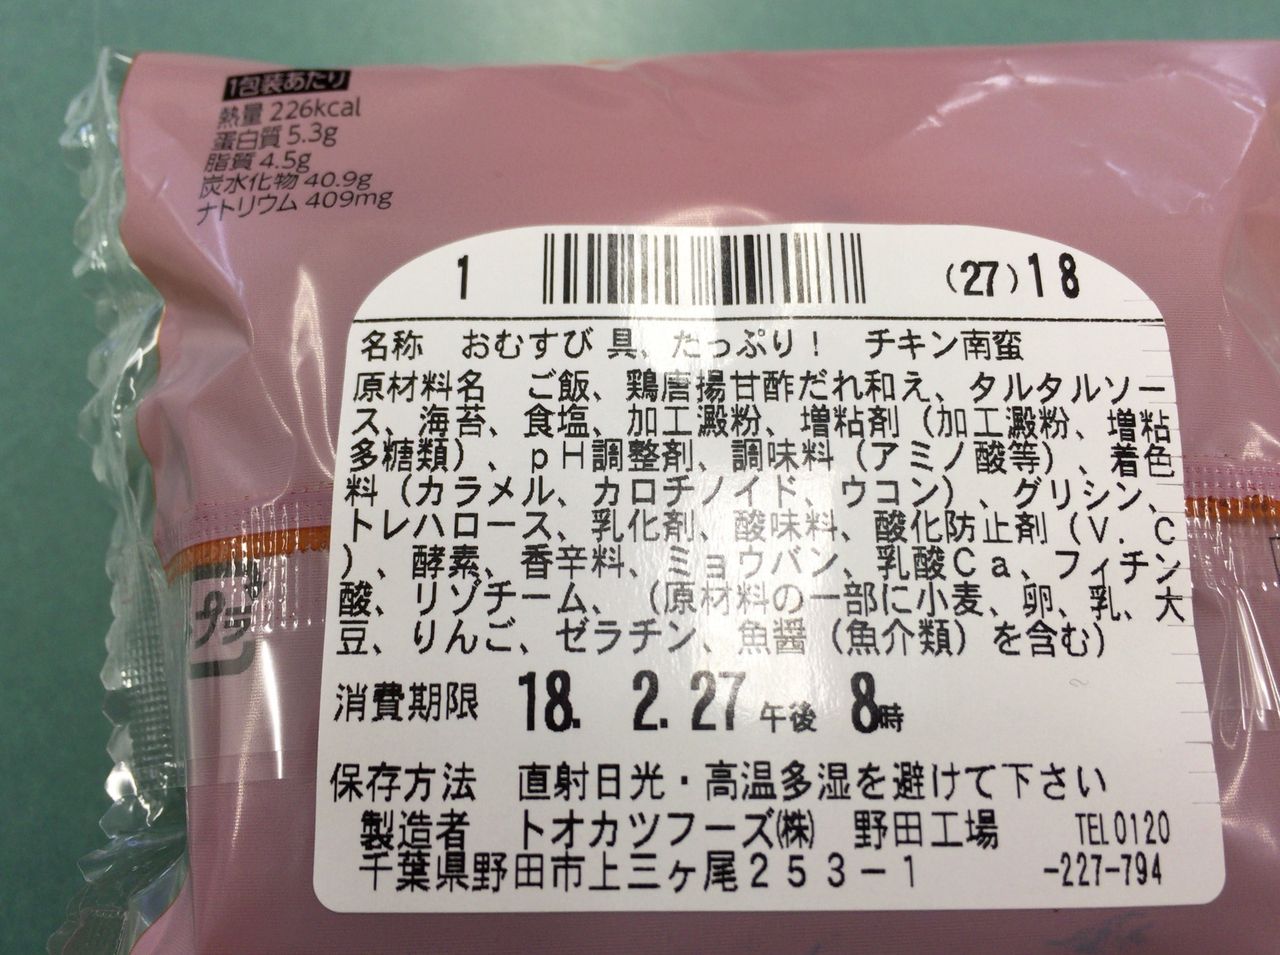 1包装あたり
熱量 226kcal
蛋白質 5.3g
脂質 4.5g
炭水化物 40.9g
ナトリウム 409mg
1 (27)18
名称 おむすび 具、たっぷり! チキン南蛮
原材料名 ご飯、鶏唐揚甘酢だれ和え、タルタルソー
ス、海苔、食塩、加工澱粉、増粘剤(加工澱粉、増粘
多糖類)、pH調整剤、調味料(アミノ酸等)、着色
料(カラメル、カロチノイド、ウコン)、グリシン、
トレハロース、乳化剤、酸味料、酸化防止剤(V.C
)、酵素、香辛料、ミョウバン、乳酸Ca、フィチン
酸、リゾチーム、(原材料の一部に小麦、卵、乳、大
豆、りんご、ゼラチン、魚醤(魚介類)を含む)
プラ
消費期限 18. 2. 27 午後 8時
保存方法 直射日光・高温多湿を避けて下さい
製造者 トオカツフーズ㈱ 野田工場 TEL0120
千葉県野田市上三ヶ尾253-1 -227-794